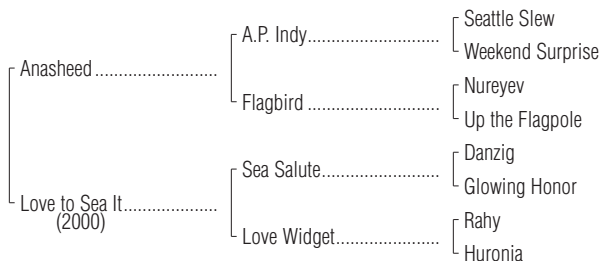 Seattle Slew
A.P. Indy
Weekend Surprise
Anasheed
Nureyev
Flagbird
Up the Flagpole
Danzig
Sea Salute
Glowing Honor
Love to Sea It
(2000)
Rahy
Love Widget
Huronia